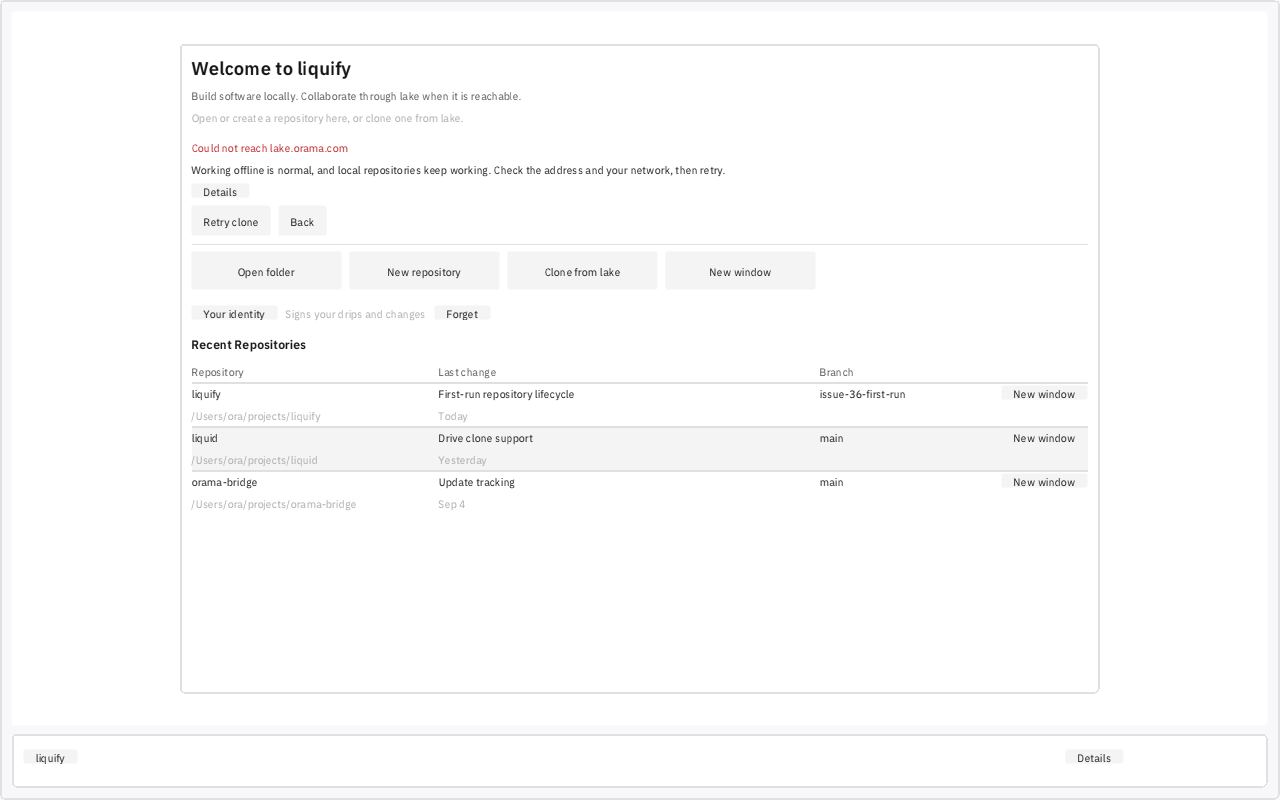 Welcome to liquify
Build software locally. Collaborate through lake when it is reachable.
Open or create a repository here, or clone one from lake.
Could not reach lake.orama.com
Working offline is normal, and local repositories keep working. Check the address and your network, then retry.
Details
Retry clone Back
Open folder New repository Clone from lake New window
Your identity Signs your drips and changes Forget
Recent Repositories
Repository Last change Branch
liquify First-run repository lifecycle issue-36-first-run New window
/Users/ora/projects/liquify Today
liquid Drive clone support main New window
/Users/ora/projects/liquid Yesterday
orama-bridge Update tracking main New window
/Users/ora/projects/orama-bridge Sep 4
liquify Details